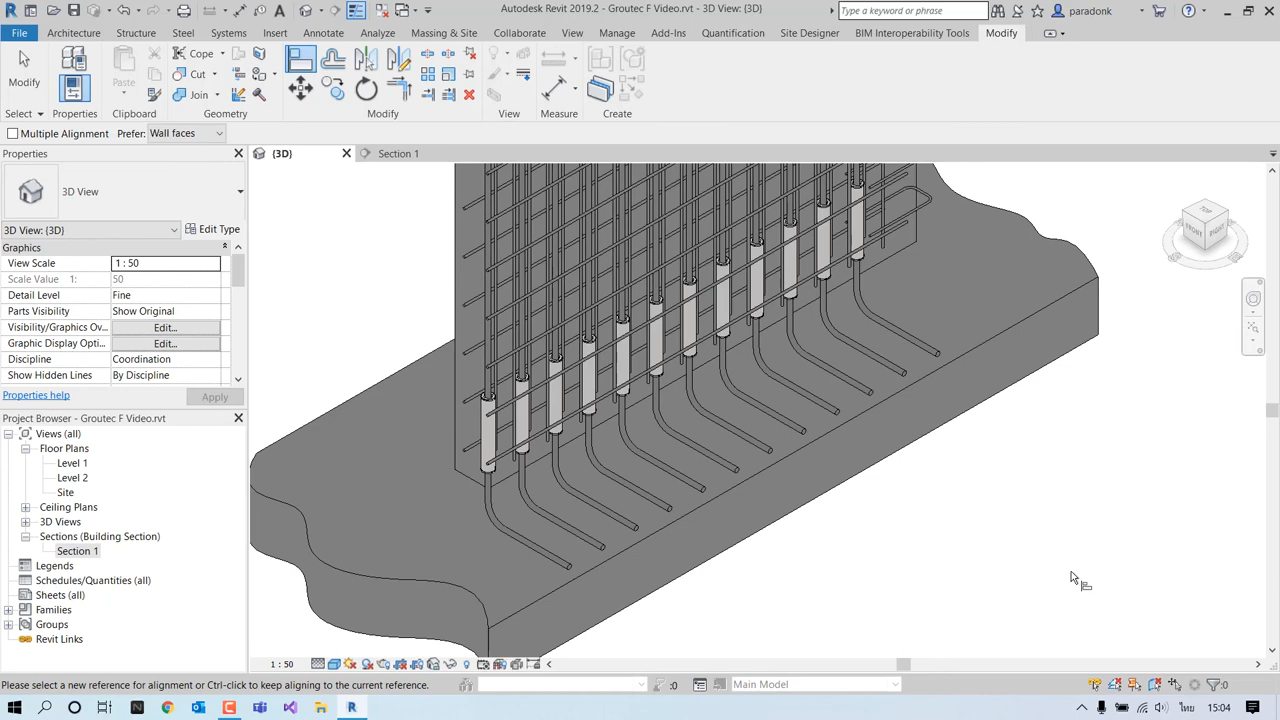 Autodesk Revit 2019.2 - Groutec F Video.rvt - 3D View: {3D}
Type a keyword or phrase
paradonk
File
Architecture
Structure
Steel
Systems
Insert
Annotate
Analyze
Massing & Site
Collaborate
View
Manage
Add-Ins
Quantification
Site Designer
BIM Interoperability Tools
Modify
Modify
Paste
Cope
Cut
Join
Select
Properties
Clipboard
Geometry
Modify
View
Measure
Create
Multiple Alignment
Prefer:
Wall faces
Properties
{3D}
Section 1
3D View
3D View: {3D}
Edit Type
Graphics
View Scale
1 : 50
Scale Value 1:
50
Detail Level
Fine
Parts Visibility
Show Original
Visibility/Graphics Ov...
Edit...
Graphic Display Opti...
Edit...
Discipline
Coordination
Show Hidden Lines
By Discipline
Properties help
Apply
Project Browser - Groutec F Video.rvt
Views (all)
Floor Plans
Level 1
Level 2
Site
Ceiling Plans
3D Views
Sections (Building Section)
Section 1
Legends
Schedules/Quantities (all)
Sheets (all)
Families
Groups
Revit Links
TOP
FRONT
RIGHT
1 : 50
Please select a new reference for alignment or Ctrl-click to keep aligning to the current reference.
:0
Main Model
:0
ไทย
15:04